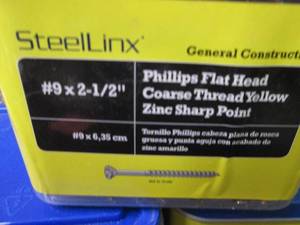 SteelLinx
General Constructi
#9 x 2-1/2"
#9 x 6,35 cm
Phillips Flat Head
Coarse Thread Yellow
Zinc Sharp Point
Tornillo Phillips cabeza plana de rosca
gruesa y punta aguja con acabado de
zinc amarillo